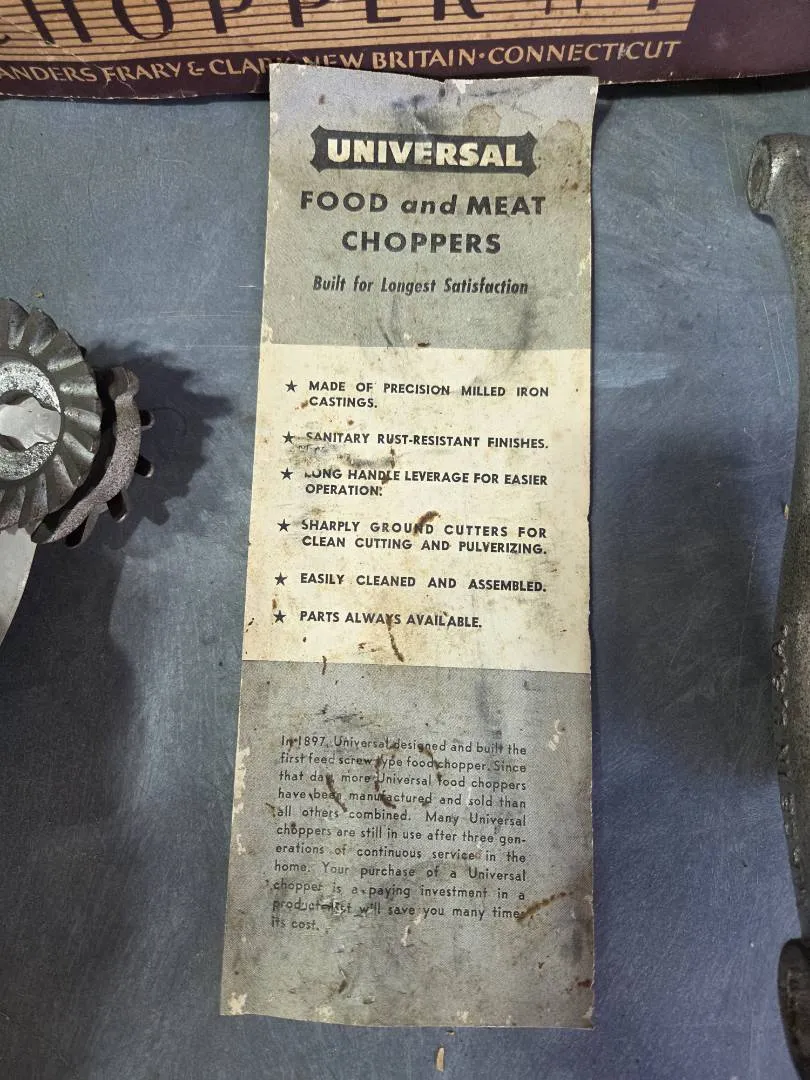 CHOPPER
ANDERS FRARY & CLARK NEW BRITAIN·CONNECTICUT
UNIVERSAL
FOOD and MEAT
CHOPPERS
Built for Longest Satisfaction
★ MADE OF PRECISION MILLED IRON
CASTINGS.
★ SANITARY RUST-RESISTANT FINISHES.
★ LONG HANDLE LEVERAGE FOR EASIER
OPERATION.
★ SHARPLY GROUND CUTTERS FOR
CLEAN CUTTING AND PULVERIZING.
★ EASILY CLEANED AND ASSEMBLED.
★ PARTS ALWAYS AVAILABLE.
In 1897, Universal designed and built the
first feed screw type food chopper. Since
that day, more Universal food choppers
have been manufactured and sold than
all others combined. Many Universal
choppers are still in use after three gen-
erations of continuous service in the
home. Your purchase of a Universal
chopper is a paying investment in a
product will save you many times
its cost.